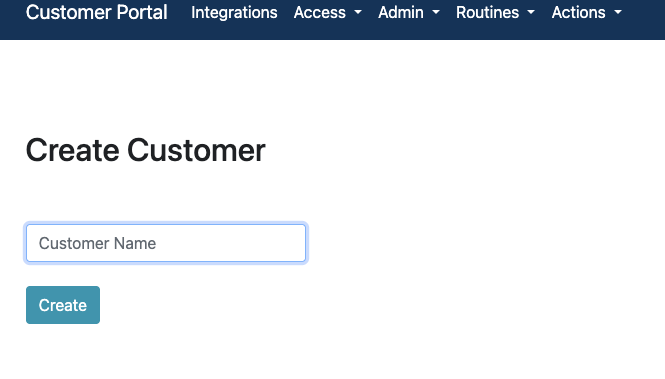 Customer Portal Integrations Access Admin Routines Actions
Create Customer
Customer Name
Create